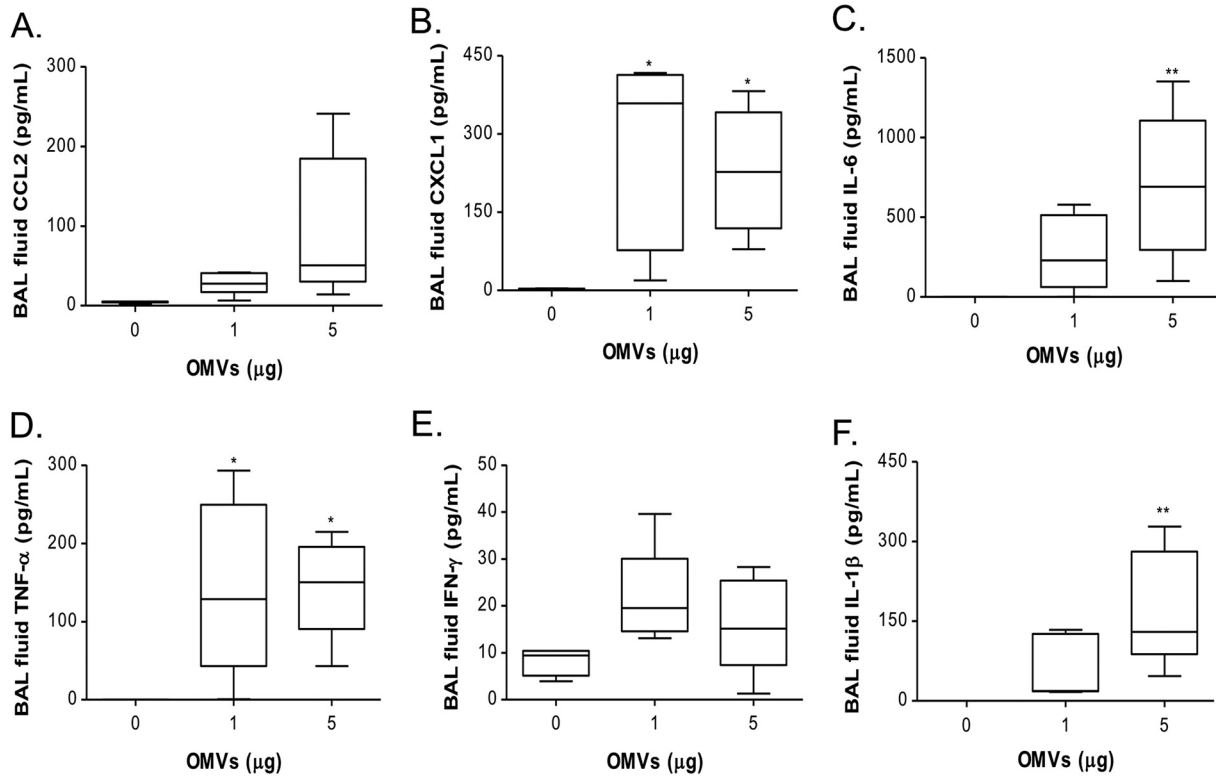 A.
BAL fluid CCL2 (pg/mL)
300
200
100
0
0 1 5
OMVs (μg)
B.
BAL fluid CXCL1 (pg/mL)
450
300
150
0
* *
0 1 5
OMVs (μg)
C.
BAL fluid IL-6 (pg/mL)
1500
1000
500
0
**
0 1 5
OMVs (μg)
D.
BAL fluid TNF-α (pg/mL)
300
200
100
0
* *
0 1 5
OMVs (μg)
E.
BAL fluid IFN-γ (pg/mL)
50
40
30
20
10
0
0 1 5
OMVs (μg)
F.
BAL fluid IL-1β (pg/mL)
450
300
150
0
**
0 1 5
OMVs (μg)